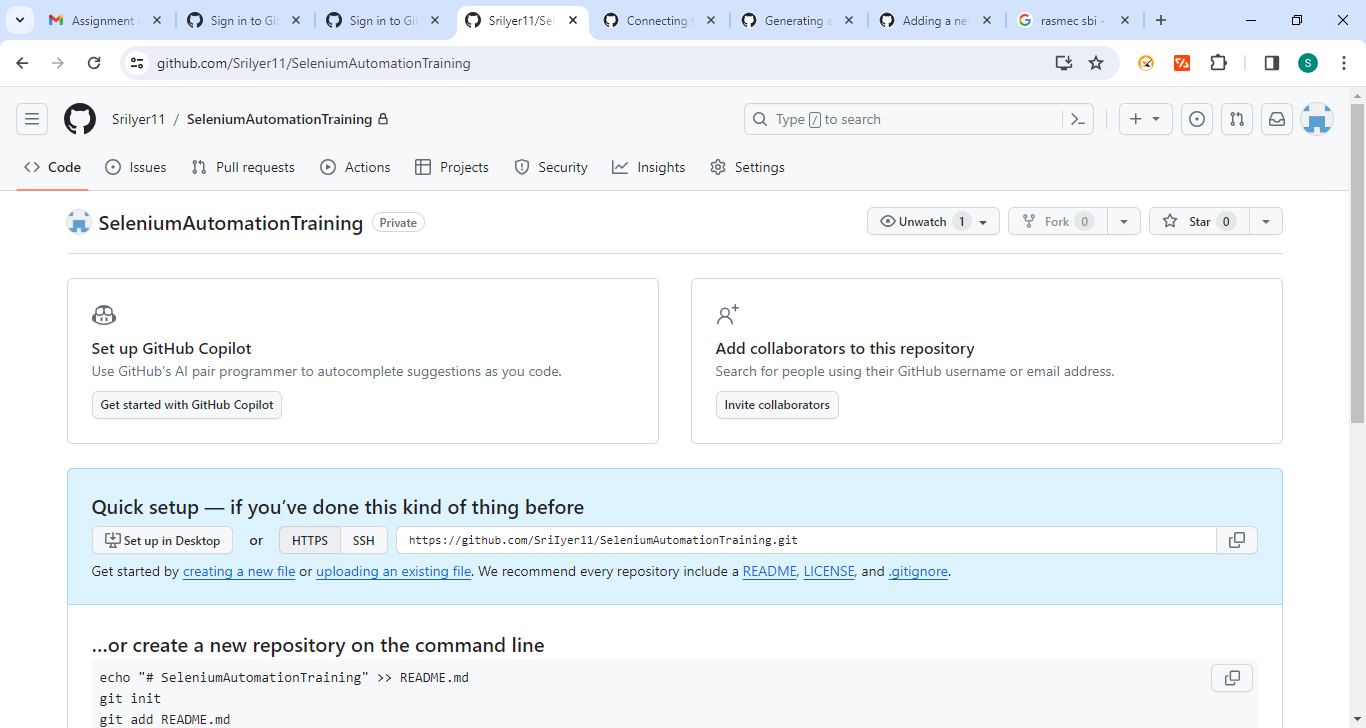 Assignment
Sign in to Git
Sign in to Git
SriIyer11/Sel
Connecting
Generating a
Adding a ne
rasmec sbi -
github.com/SriIyer11/SeleniumAutomationTraining
S
SriIyer11 / SeleniumAutomationTraining
Type / to search
Code Issues Pull requests Actions Projects Security Insights Settings
SeleniumAutomationTraining Private
Unwatch 1 Fork 0 Star 0
Set up GitHub Copilot
Use GitHub's AI pair programmer to autocomplete suggestions as you code.
Get started with GitHub Copilot
Add collaborators to this repository
Search for people using their GitHub username or email address.
Invite collaborators
Quick setup — if you’ve done this kind of thing before
Set up in Desktop or HTTPS SSH https://github.com/SriIyer11/SeleniumAutomationTraining.git
Get started by creating a new file or uploading an existing file. We recommend every repository include a README, LICENSE, and .gitignore.
…or create a new repository on the command line
echo "# SeleniumAutomationTraining" >> README.md
git init
git add README.md